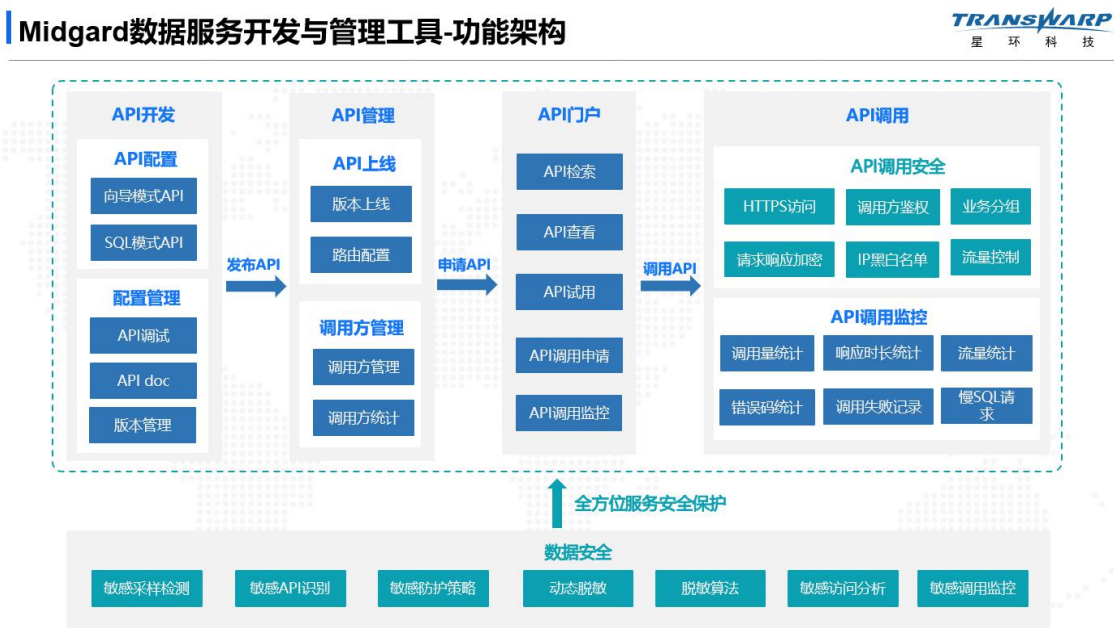 Midgard数据服务开发与管理工具-功能架构
TRANSWARP
星环科技
API开发
API配置
向导模式API
SQL模式API
配置管理
API调试
API doc
版本管理
发布API
API管理
API上线
版本上线
路由配置
调用方管理
调用方管理
调用方统计
申请API
API门户
API检索
API查看
API试用
API调用申请
API调用监控
调用API
API调用
API调用安全
HTTPS访问
调用方鉴权
业务分组
请求响应加密
IP黑白名单
流量控制
API调用监控
调用量统计
响应时长统计
流量统计
错误码统计
调用失败记录
慢SQL请
求
全方位服务安全保护
数据安全
敏感采样检测
敏感API识别
敏感防护策略
动态脱敏
脱敏算法
敏感访问分析
敏感调用监控